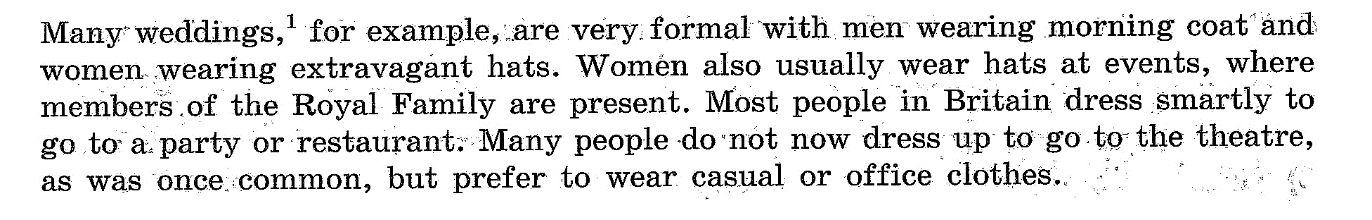 Many weddings,¹ for example, are very formal with men wearing morning coat and
women wearing extravagant hats. Women also usually wear hats at events, where
members of the Royal Family are present. Most people in Britain dress smartly to
go to a party or restaurant. Many people do not now dress up to go to the theatre,
as was once common, but prefer to wear casual or office clothes.